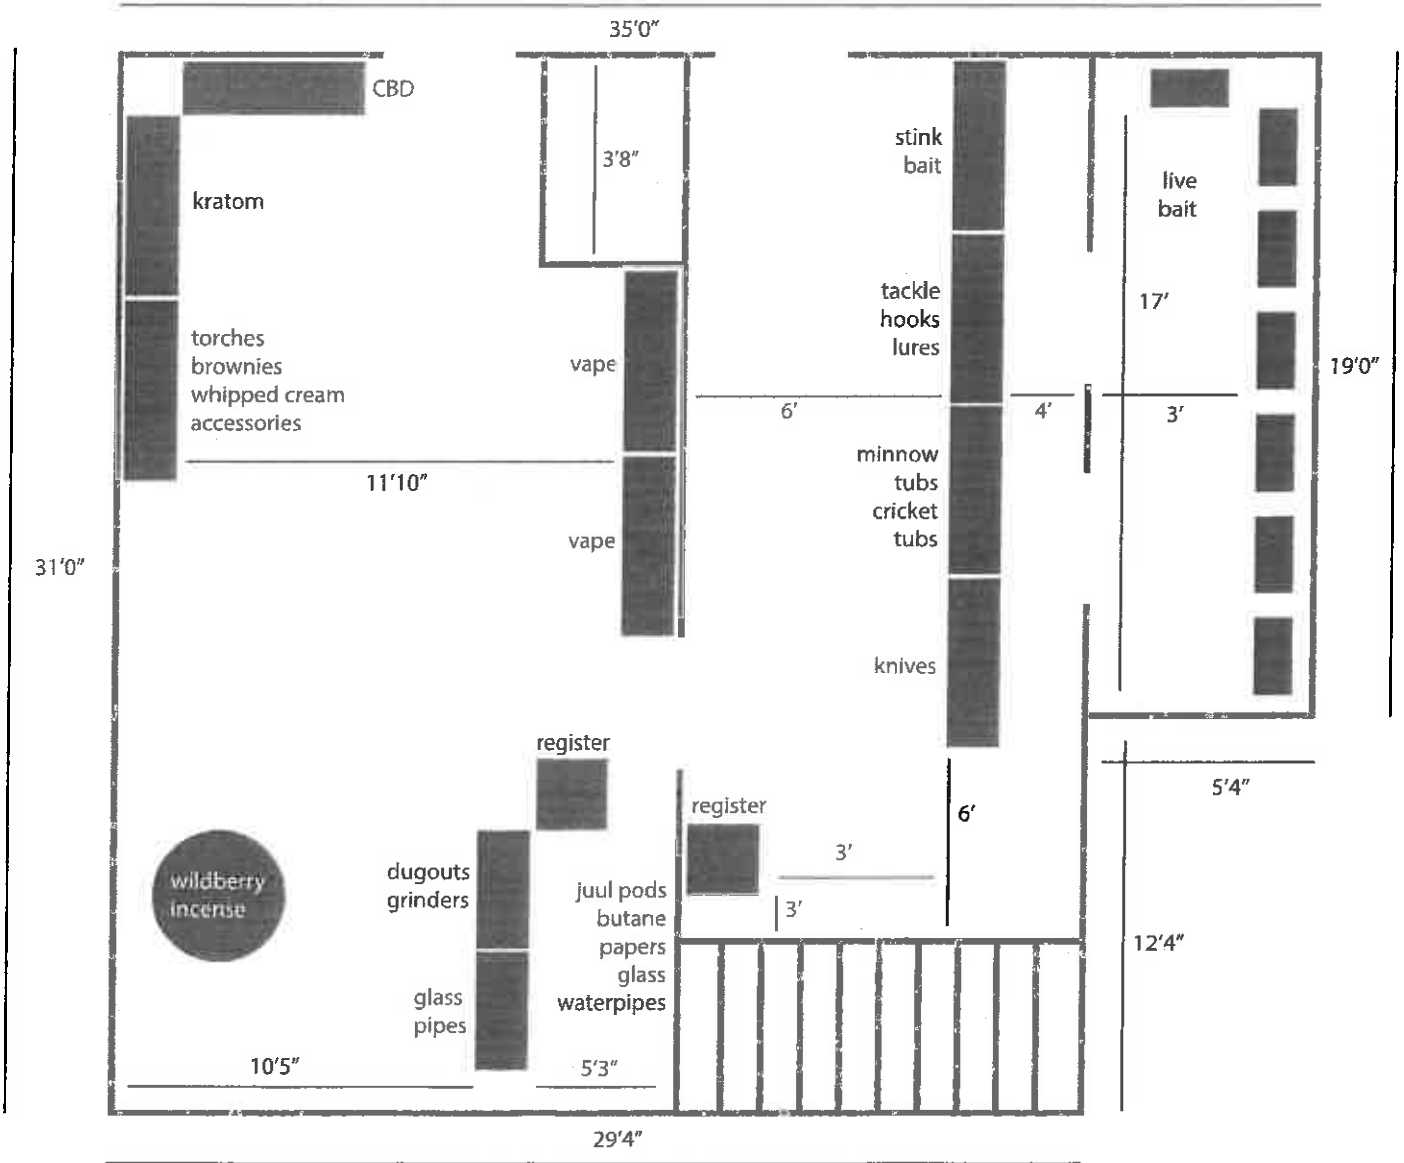 35'0"
CBD
3'8"
stink
bait
live
bait
kratom
tackle
hooks
lures
17'
torches
brownies
whipped cream
accessories
vape
19'0"
6'
4'
3'
11'10"
minnow
tubs
cricket
tubs
vape
31'0"
knives
register
5'4"
register
6'
3'
dugouts
grinders
wildberry
incense
juul pods
butane
papers
glass
waterpipes
3'
12'4"
glass
pipes
10'5"
5'3"
29'4"